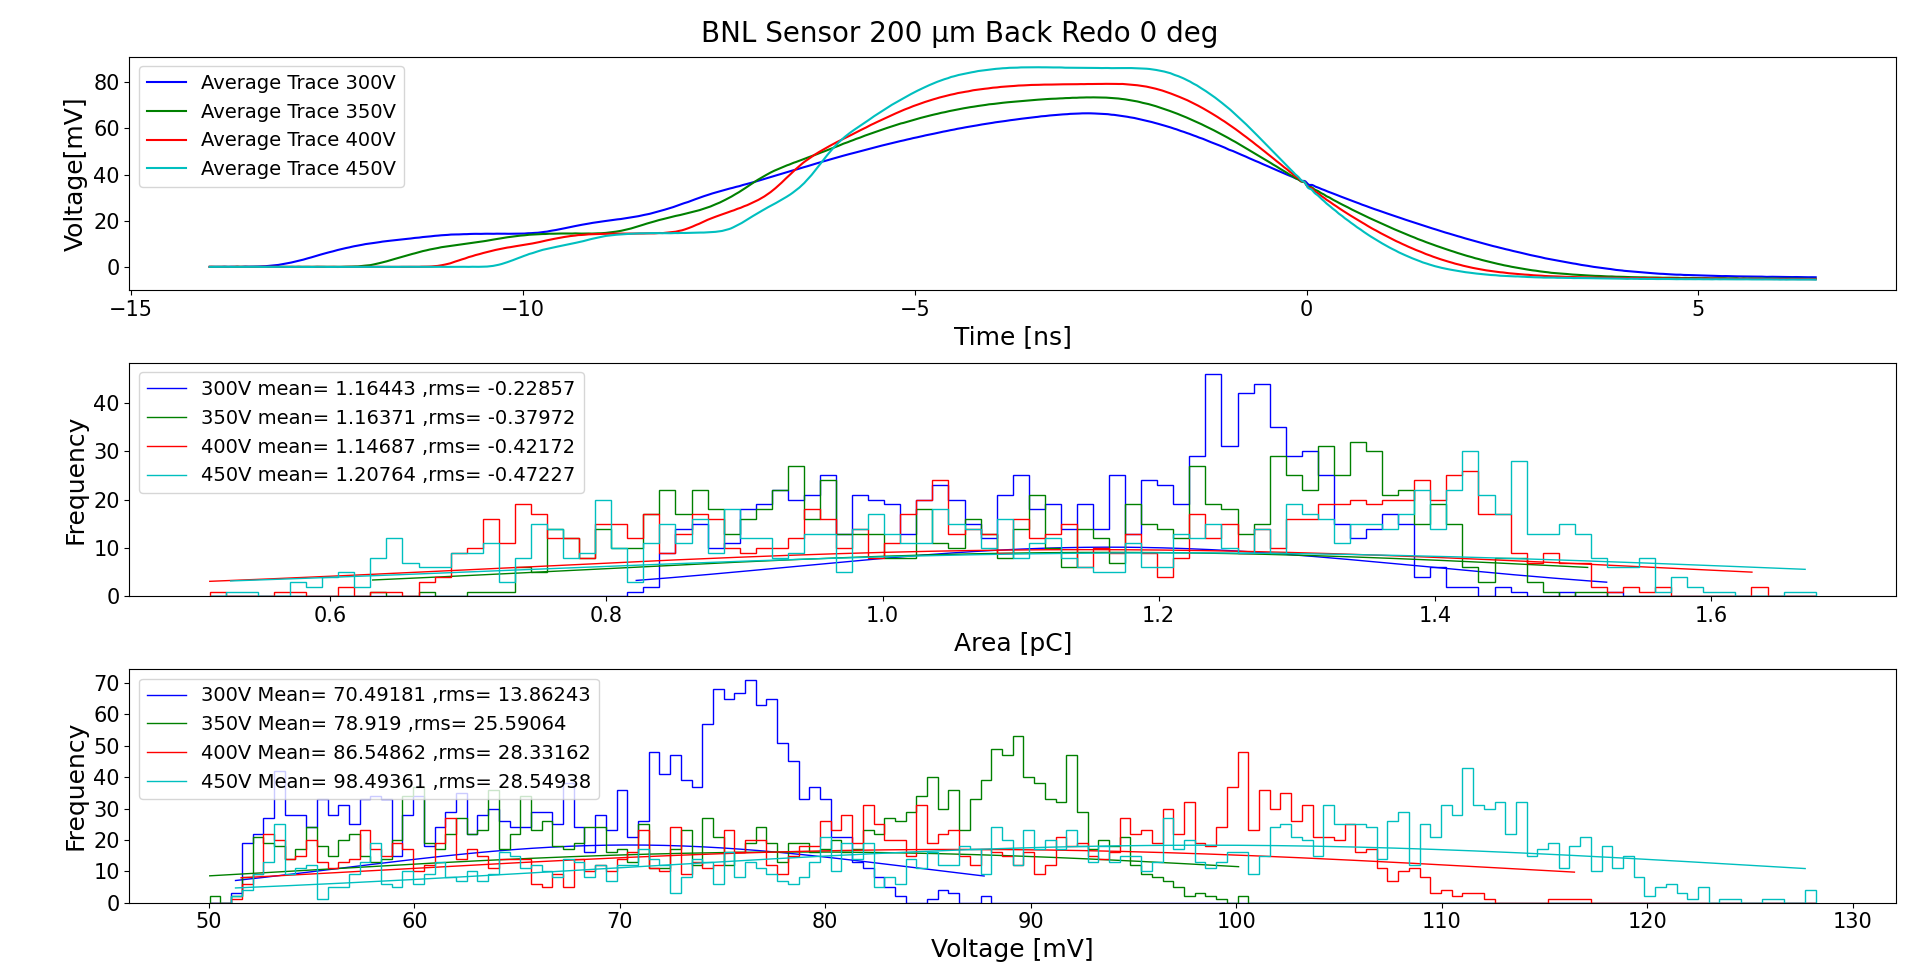 BNL Sensor 200 μm Back Redo 0 deg
Voltage[mV]
80
60
40
20
0
Average Trace 300V
Average Trace 350V
Average Trace 400V
Average Trace 450V
−15 −10 −5 0 5
Time [ns]
Frequency
40
30
20
10
0
300V mean= 1.16443 ,rms= -0.22857
350V mean= 1.16371 ,rms= -0.37972
400V mean= 1.14687 ,rms= -0.42172
450V mean= 1.20764 ,rms= -0.47227
0.6 0.8 1.0 1.2 1.4 1.6
Area [pC]
Frequency
70
60
50
40
30
20
10
0
300V Mean= 70.49181 ,rms= 13.86243
350V Mean= 78.919 ,rms= 25.59064
400V Mean= 86.54862 ,rms= 28.33162
450V Mean= 98.49361 ,rms= 28.54938
50 60 70 80 90 100 110 120 130
Voltage [mV]